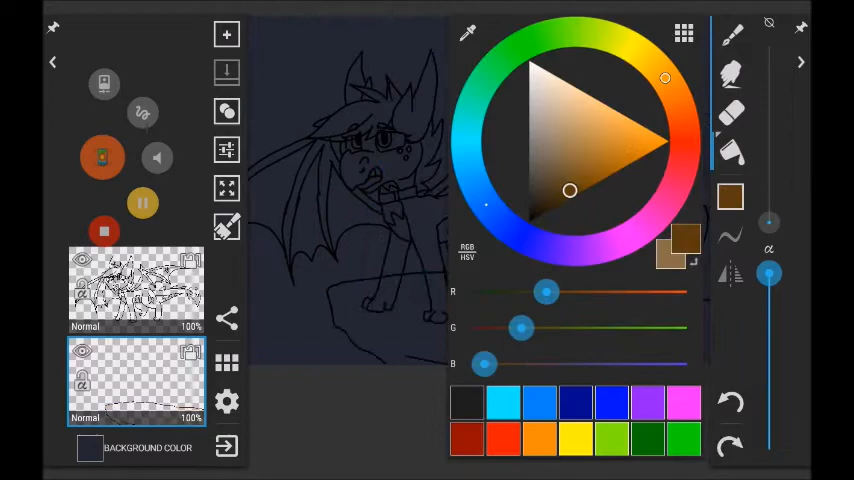 RGB
HSV
α
R
G
B
α
Normal 100%
α
Normal 100%
BACKGROUND COLOR